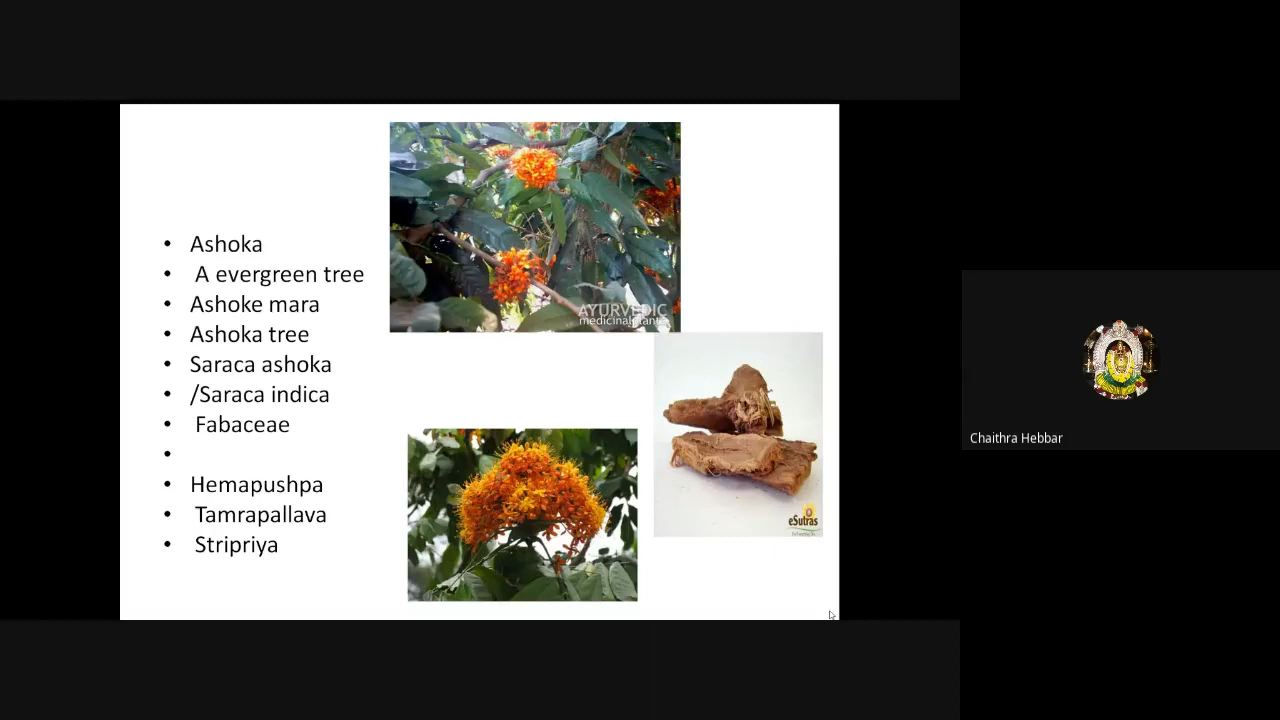 Ashoka
A evergreen tree
Ashoke mara
Ashoka tree
Saraca ashoka
/Saraca indica
Fabaceae
Hemapushpa
Tamrapallava
Stripriya
AYURVEDIC
medicinal plants
eSutras
Chaithra Hebbar